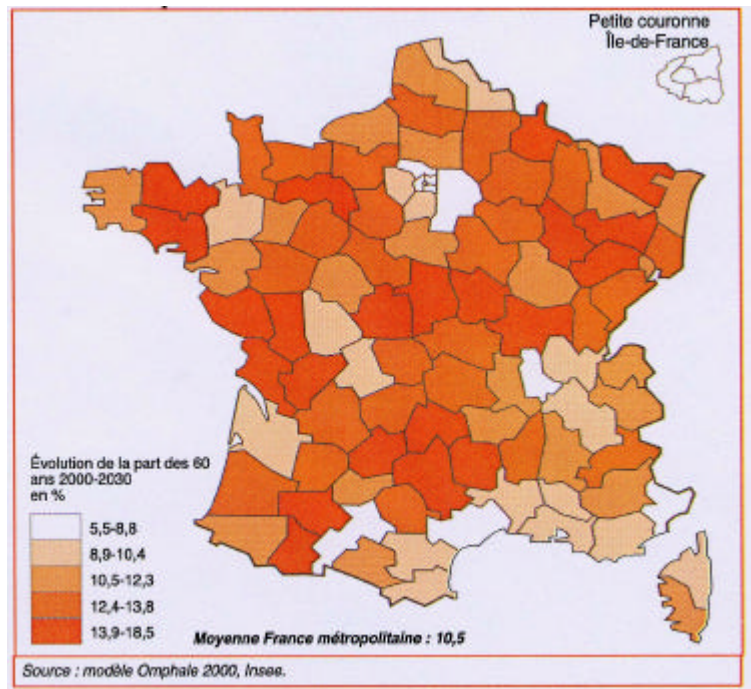 Petite couronne
Île-de-France
Évolution de la part des 60
ans 2000-2030
en %
5,5-8,8
8,9-10,4
10,5-12,3
12,4-13,8
13,9-18,5
Moyenne France métropolitaine : 10,5
Source : modèle Omphale 2000, Insee.